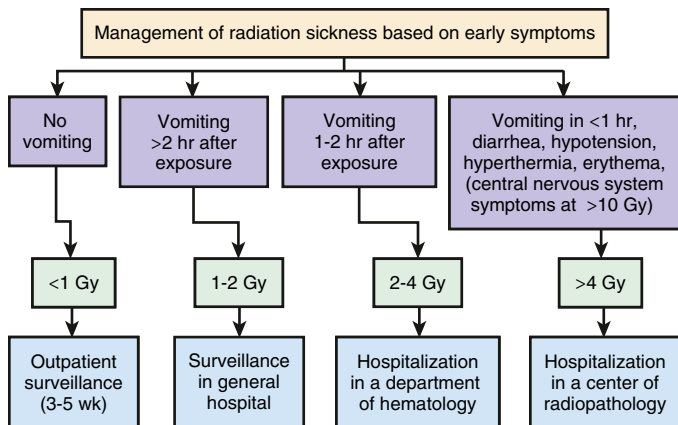 Management of radiation sickness based on early symptoms
No
vomiting
Vomiting
>2 hr after
exposure
Vomiting
1-2 hr after
exposure
Vomiting in <1 hr,
diarrhea, hypotension,
hyperthermia, erythema,
(central nervous system
symptoms at >10 Gy)
<1 Gy
1-2 Gy
2-4 Gy
>4 Gy
Outpatient
surveillance
(3-5 wk)
Surveillance
in general
hospital
Hospitalization
in a department
of hematology
Hospitalization
in a center of
radiopathology